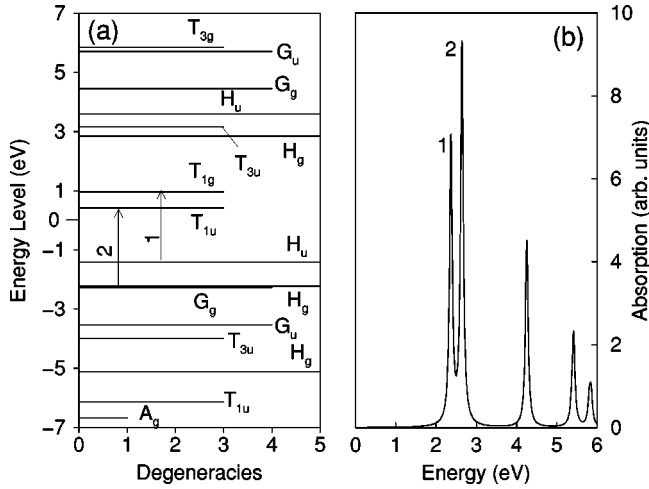 (a)
T3g
Gu
Gg
Hu
T3u
Hg
T1g
T1u
1
2
Hu
Gg
Hg
Gu
T3u
Hg
T1u
Ag
7
5
3
1
0
−1
−3
−5
−7
Energy Level (eV)
0 1 2 3 4 5
Degeneracies
(b)
1
2
10
8
6
4
2
0
Absorption (arb. units)
0 1 2 3 4 5 6
Energy (eV)